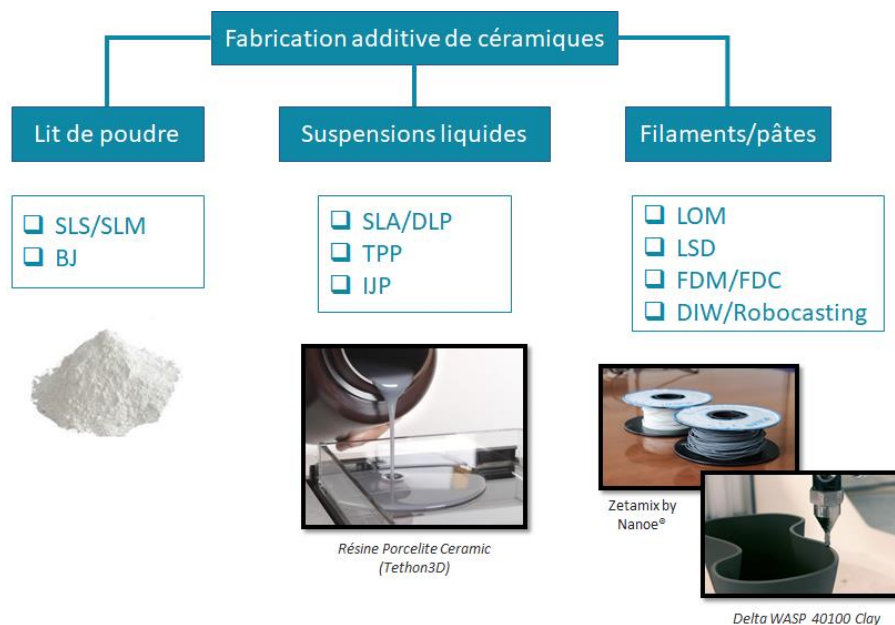 Fabrication additive de céramiques
Lit de poudre
Suspensions liquides
Filaments/pâtes
SLS/SLM
BJ
SLA/DLP
TPP
IJP
LOM
LSD
FDM/FDC
DIW/Robocasting
Résine Porcelite Ceramic
(Tethon3D)
Zetamix by
Nanoe®
Delta WASP 40100 Clay